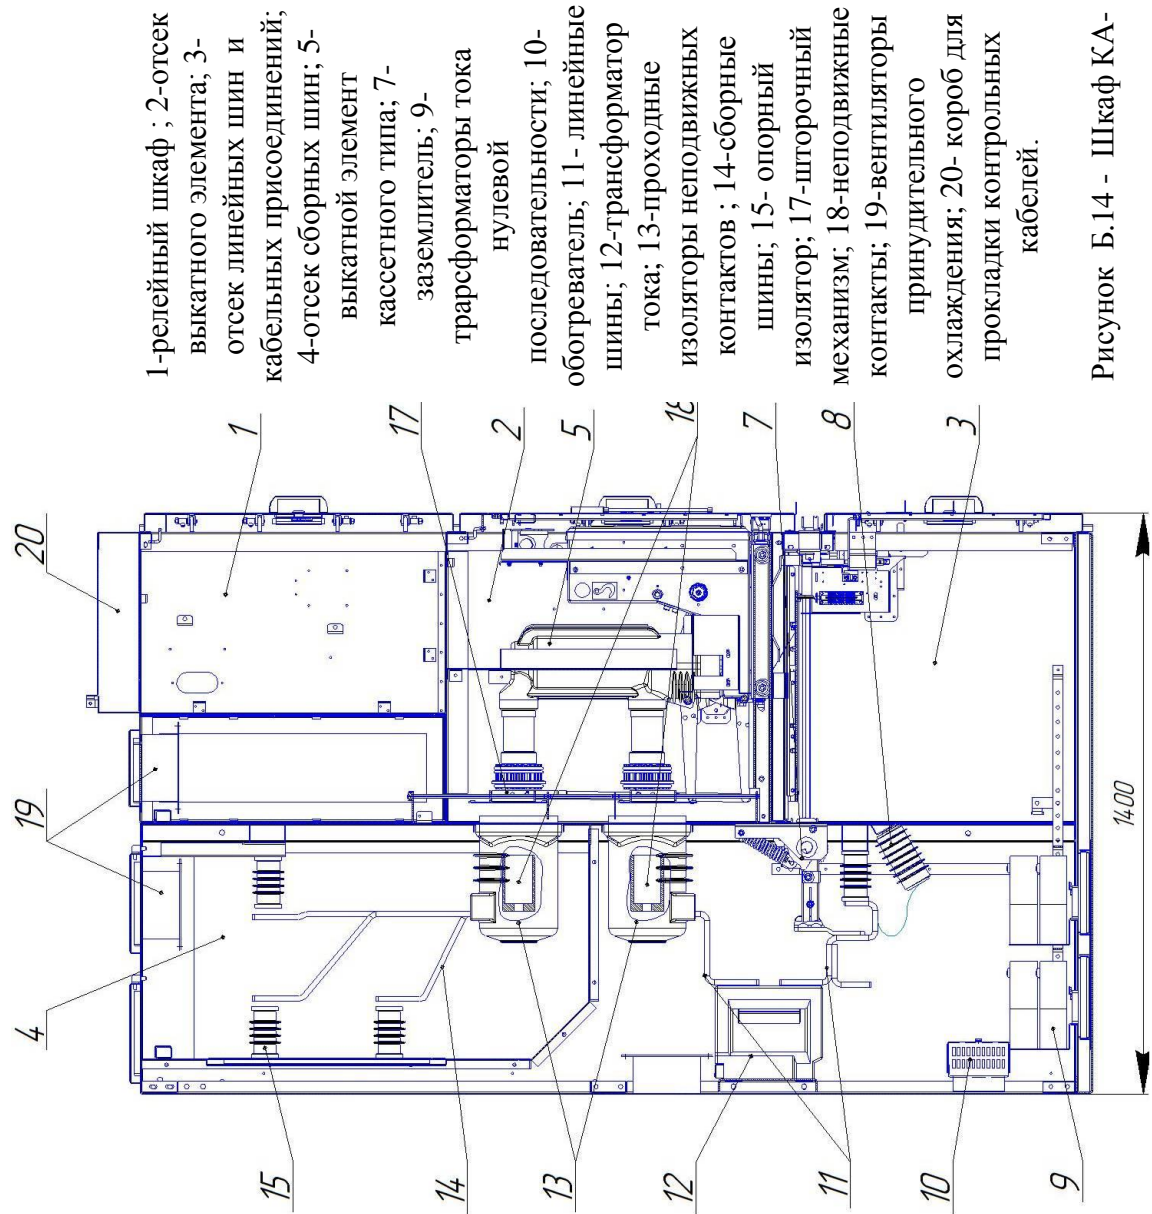 1-релейный шкаф ; 2-отсек
выкатного элемента; 3-
отсек линейных шин и
кабельных присоединений;
4-отсек сборных шин; 5-
выкатной элемент
кассетного типа; 7-
заземлитель; 9-
трарсформаторы тока
нулевой
последовательности; 10-
обогреватель; 11- линейные
шины; 12-трансформатор
тока; 13-проходные
изоляторы неподвижных
контактов ; 14-сборные
шины; 15- опорный
изолятор; 17-шторочный
механизм; 18-неподвижные
контакты; 19-вентиляторы
принудительного
охлаждения; 20- короб для
прокладки контрольных
кабелей.
Рисунок Б.14 - Шкаф КА-
1
17
2
5
18
7
8
3
20
19
4
1400
15
14
13
12
11
10
9